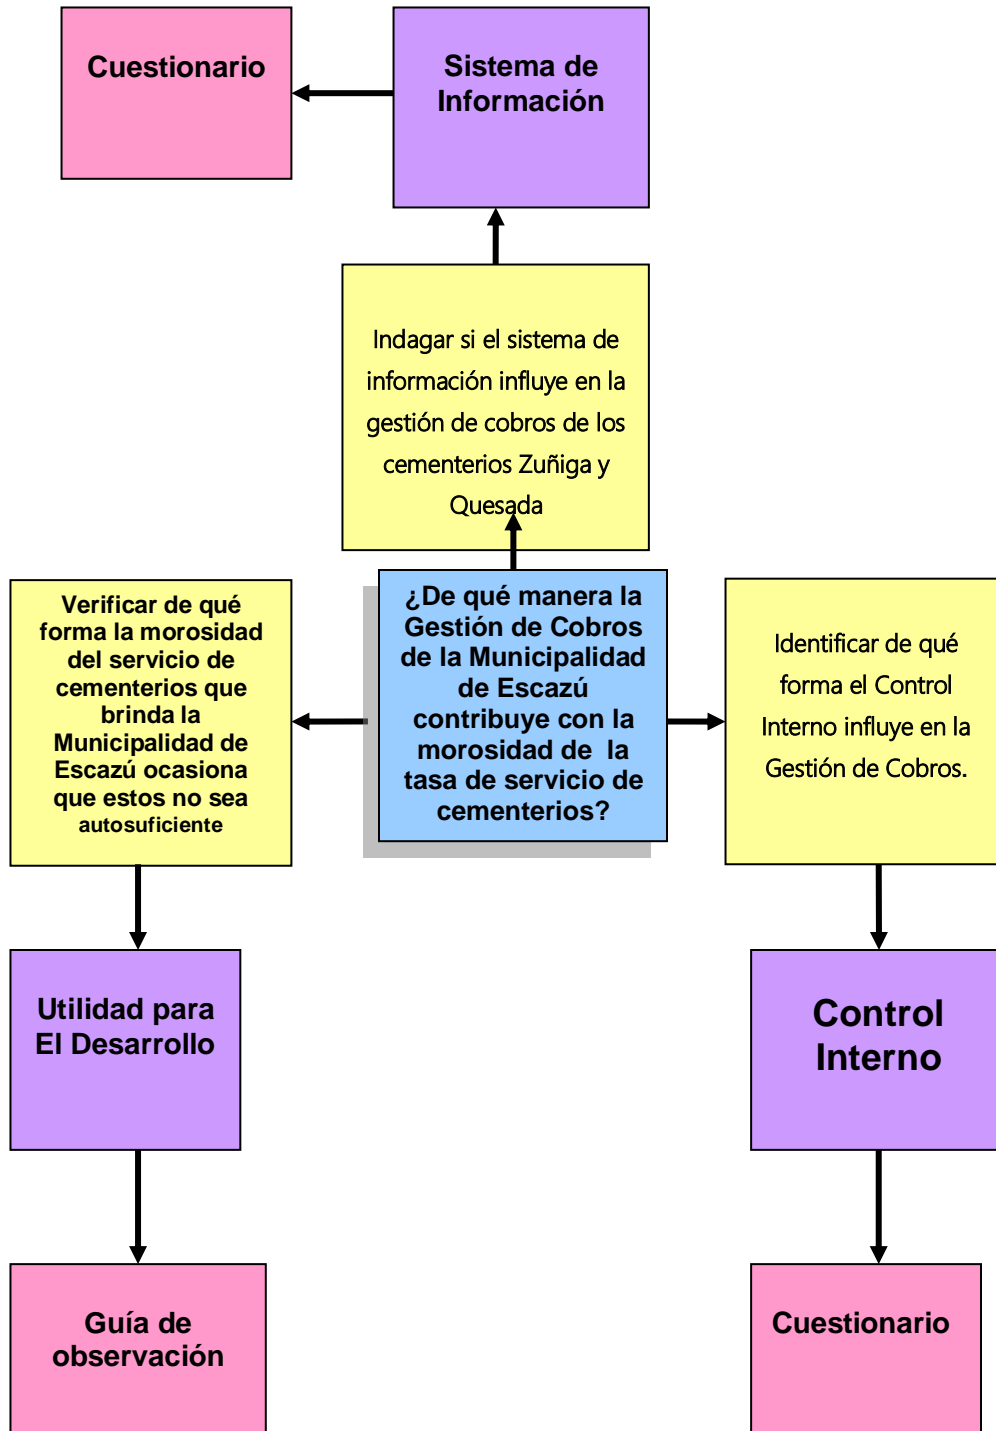 Cuestionario
Sistema de
Información
Indagar si el sistema de
información influye en la
gestión de cobros de los
cementerios Zuñiga y
Quesada
Verificar de qué
forma la morosidad
del servicio de
cementerios que
brinda la
Municipalidad de
Escazú ocasiona
que estos no sea
autosuficiente
¿De qué manera la
Gestión de Cobros
de la Municipalidad
de Escazú
contribuye con la
morosidad de la
tasa de servicio de
cementerios?
Identificar de qué
forma el Control
Interno influye en la
Gestión de Cobros.
Utilidad para
El Desarrollo
Control
Interno
Guía de
observación
Cuestionario